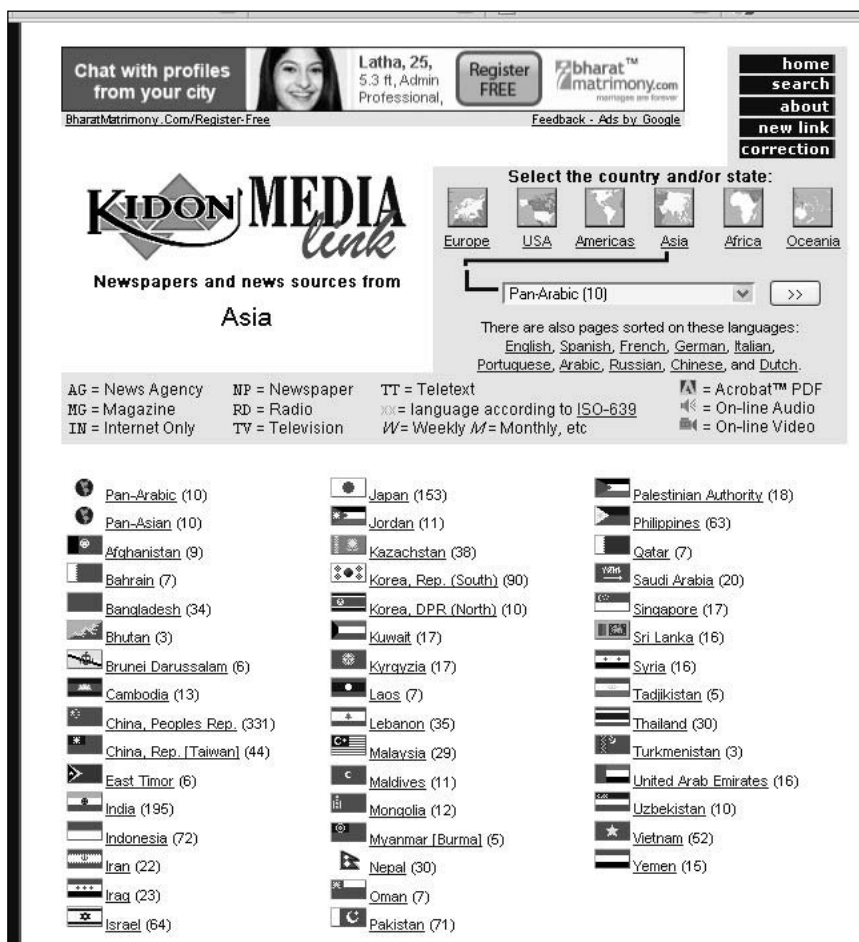 Chat with profiles
from your city
Latha, 25,
5.3 ft, Admin
Professional,
Register
FREE
bharat™
matrimony.com
marriages are forever
BharatMatrimony.Com/Register-Free
Feedback - Ads by Google
home
search
about
new link
correction
KIDON MEDIA
link
Newspapers and news sources from
Asia
Select the country and/or state:
Europe USA Americas Asia Africa Oceania
Pan-Arabic (10) >>
There are also pages sorted on these languages:
English, Spanish, French, German, Italian,
Portuguese, Arabic, Russian, Chinese, and Dutch.
AG = News Agency NP = Newspaper TT = Teletext = Acrobat™ PDF
MG = Magazine RD = Radio xx = language according to ISO-639 = On-line Audio
IN = Internet Only TV = Television W = Weekly M = Monthly, etc = On-line Video
Pan-Arabic (10)
Pan-Asian (10)
Afghanistan (9)
Bahrain (7)
Bangladesh (34)
Bhutan (3)
Brunei Darussalam (6)
Cambodia (13)
China, Peoples Rep. (331)
China, Rep. [Taiwan] (44)
East Timor (6)
India (195)
Indonesia (72)
Iran (22)
Iraq (23)
Israel (64)
Japan (153)
Jordan (11)
Kazachstan (38)
Korea, Rep. (South) (90)
Korea, DPR (North) (10)
Kuwait (17)
Kyrgyzia (17)
Laos (7)
Lebanon (35)
Malaysia (29)
Maldives (11)
Mongolia (12)
Myanmar [Burma] (5)
Nepal (30)
Oman (7)
Pakistan (71)
Palestinian Authority (18)
Philippines (63)
Qatar (7)
Saudi Arabia (20)
Singapore (17)
Sri Lanka (16)
Syria (16)
Tadjikistan (5)
Thailand (30)
Turkmenistan (3)
United Arab Emirates (16)
Uzbekistan (10)
Vietnam (52)
Yemen (15)